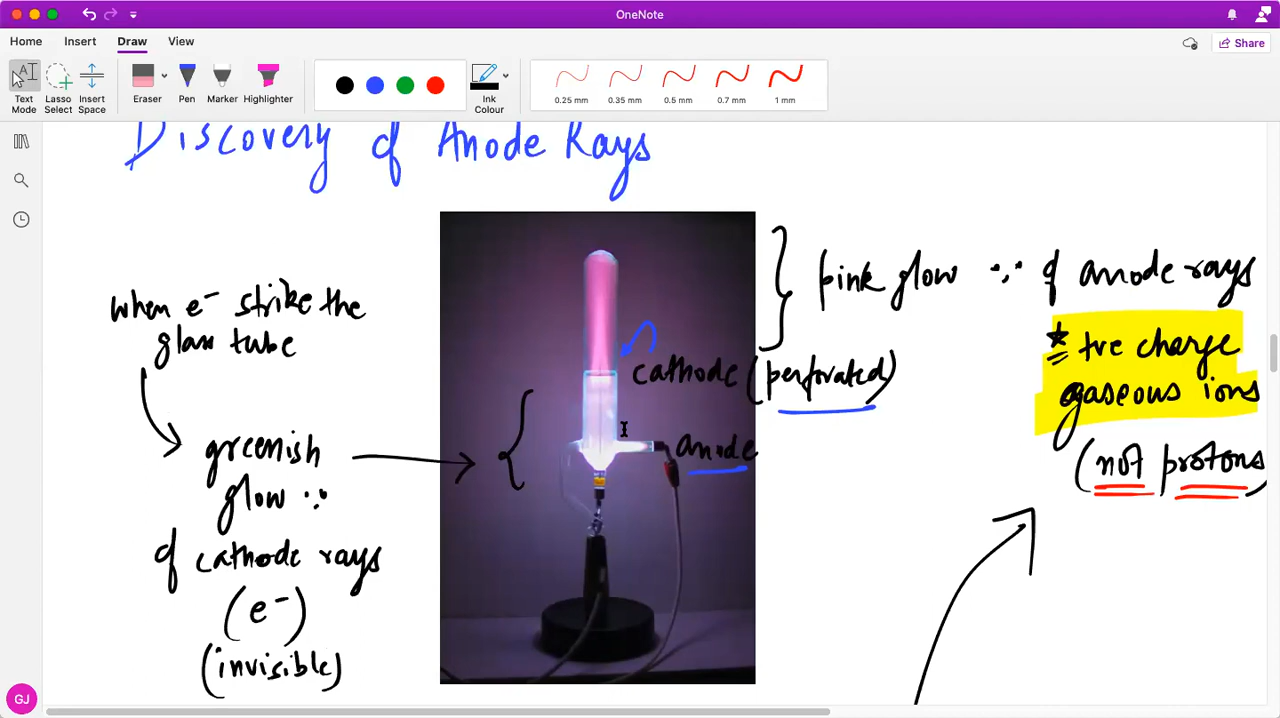 OneNote
Home Insert Draw View
Share
Text Mode
Lasso Select
Insert Space
Eraser
Pen
Marker
Highlighter
Ink Colour
0.25 mm
0.35 mm
0.5 mm
0.7 mm
1 mm
Discovery of Anode Rays
when e- strike the
glass tube
greenish
glow ∵
of cathode rays
(e-)
(invisible)
pink glow ∵ of anode rays
cathode (perforated)
anode
* +ve charge
gaseous ions
(not protons)
GJ